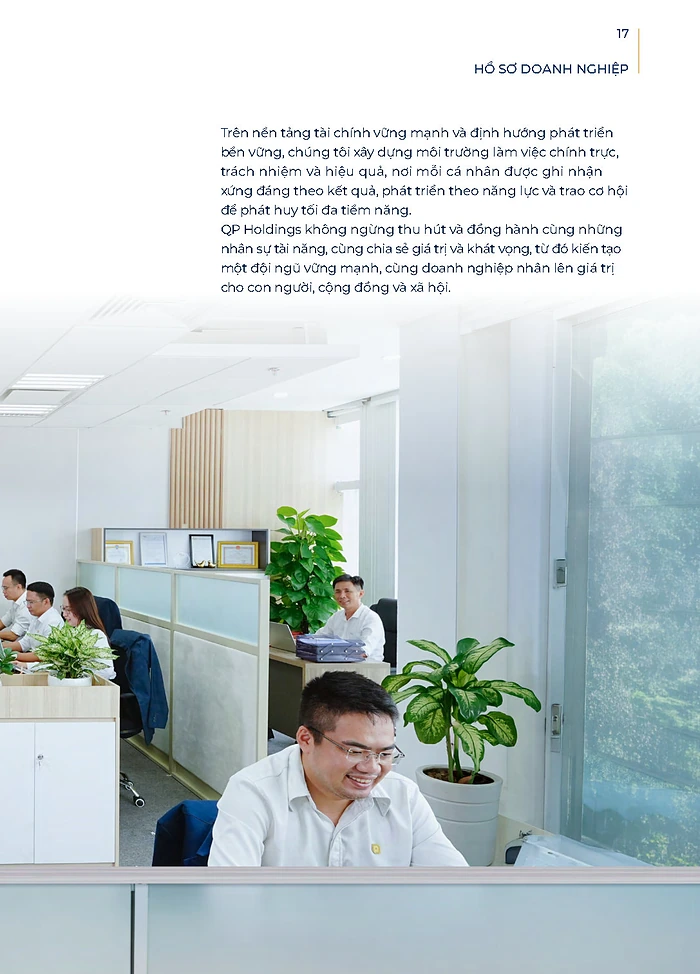 17
HỒ SƠ DOANH NGHIỆP
Trên nền tảng tài chính vững mạnh và định hướng phát triển
bền vững, chúng tôi xây dựng môi trường làm việc chính trực,
trách nhiệm và hiệu quả, nơi mỗi cá nhân được ghi nhận
xứng đáng theo kết quả, phát triển theo năng lực và trao cơ hội
để phát huy tối đa tiềm năng.
QP Holdings không ngừng thu hút và đồng hành cùng những
nhân sự tài năng, cùng chia sẻ giá trị và khát vọng, từ đó kiến tạo
một đội ngũ vững mạnh, cùng doanh nghiệp nhân lên giá trị
cho con người, cộng đồng và xã hội.